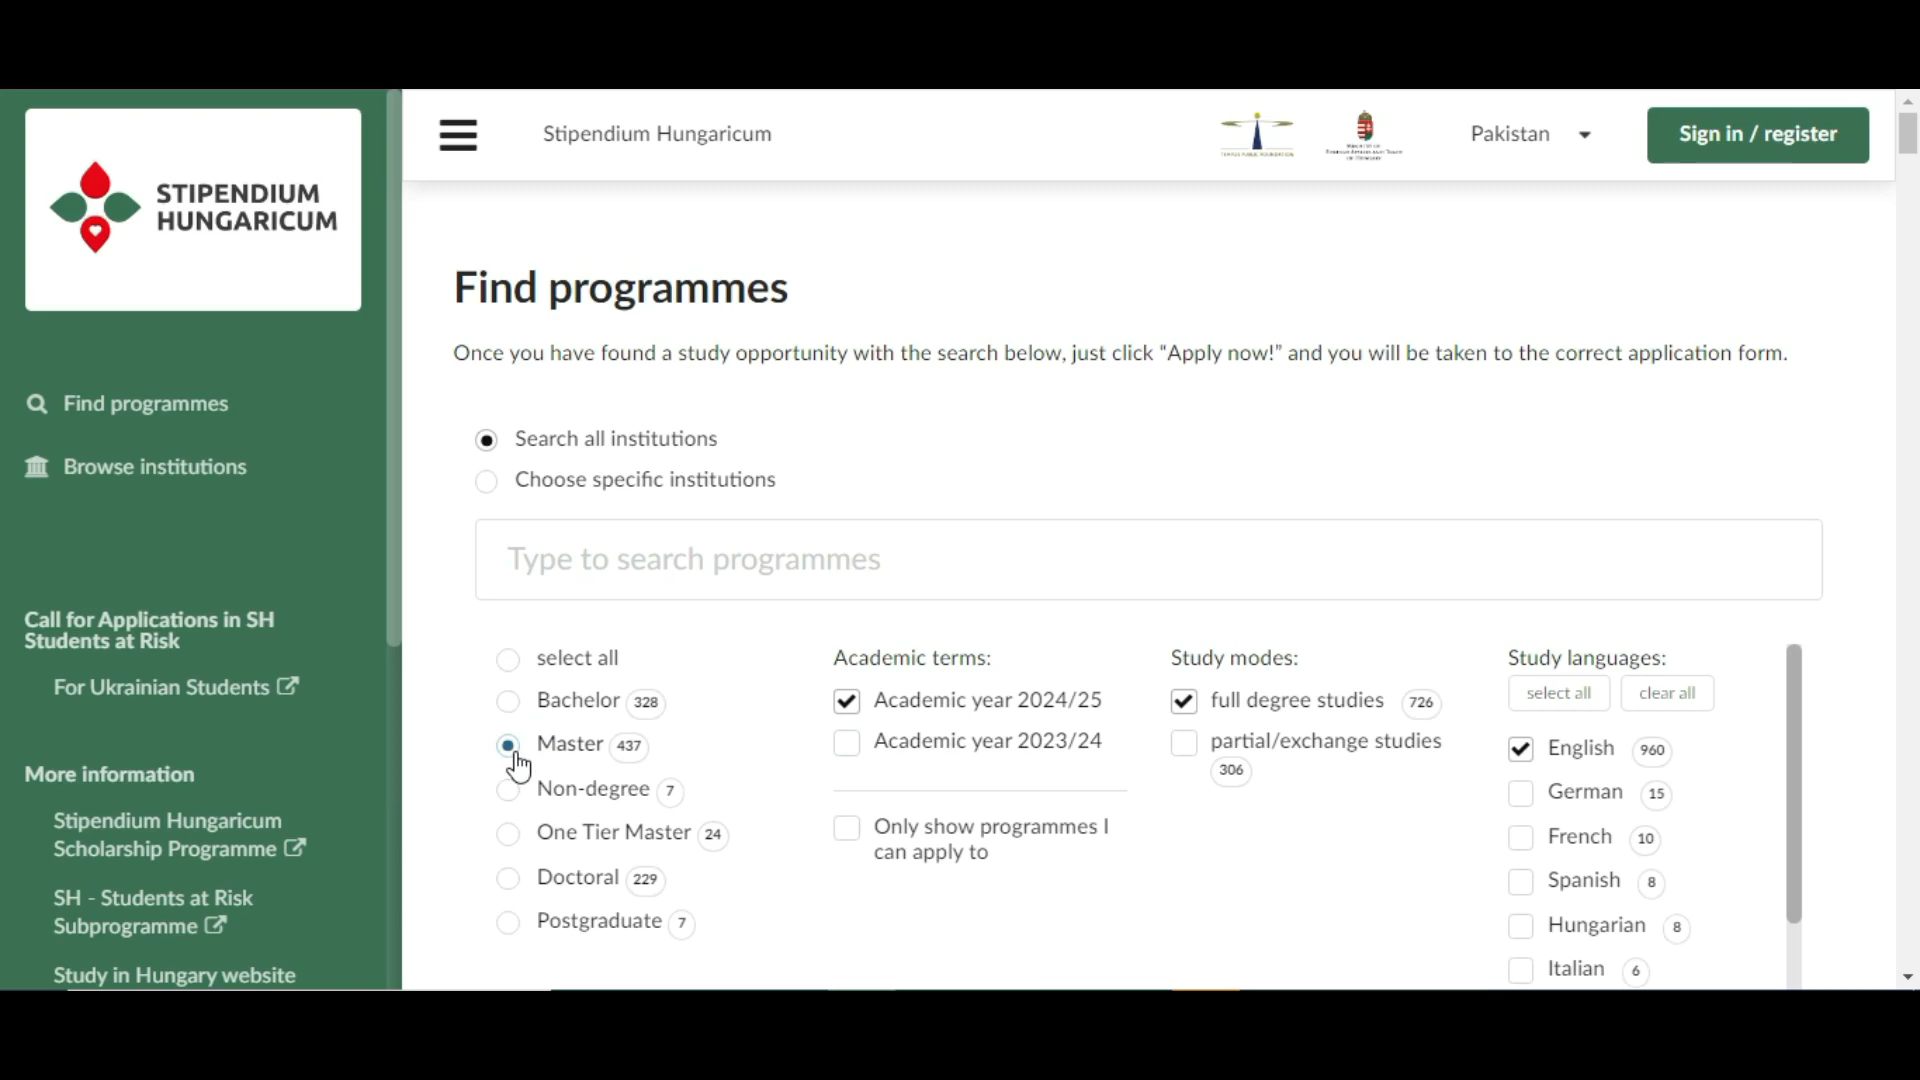 STIPENDIUM
HUNGARICUM
Find programmes
Browse institutions
Call for Applications in SH
Students at Risk
For Ukrainian Students
More information
Stipendium Hungaricum
Scholarship Programme
SH - Students at Risk
Subprogramme
Study in Hungary website
Stipendium Hungaricum
Pakistan
Sign in / register
Find programmes
Once you have found a study opportunity with the search below, just click “Apply now!” and you will be taken to the correct application form.
Search all institutions
Choose specific institutions
Type to search programmes
select all
Bachelor 328
Master 437
Non-degree 7
One Tier Master 24
Doctoral 229
Postgraduate 7
Academic terms:
Academic year 2024/25
Academic year 2023/24
Only show programmes I
can apply to
Study modes:
full degree studies 726
partial/exchange studies
306
Study languages:
select all clear all
English 960
German 15
French 10
Spanish 8
Hungarian 8
Italian 6